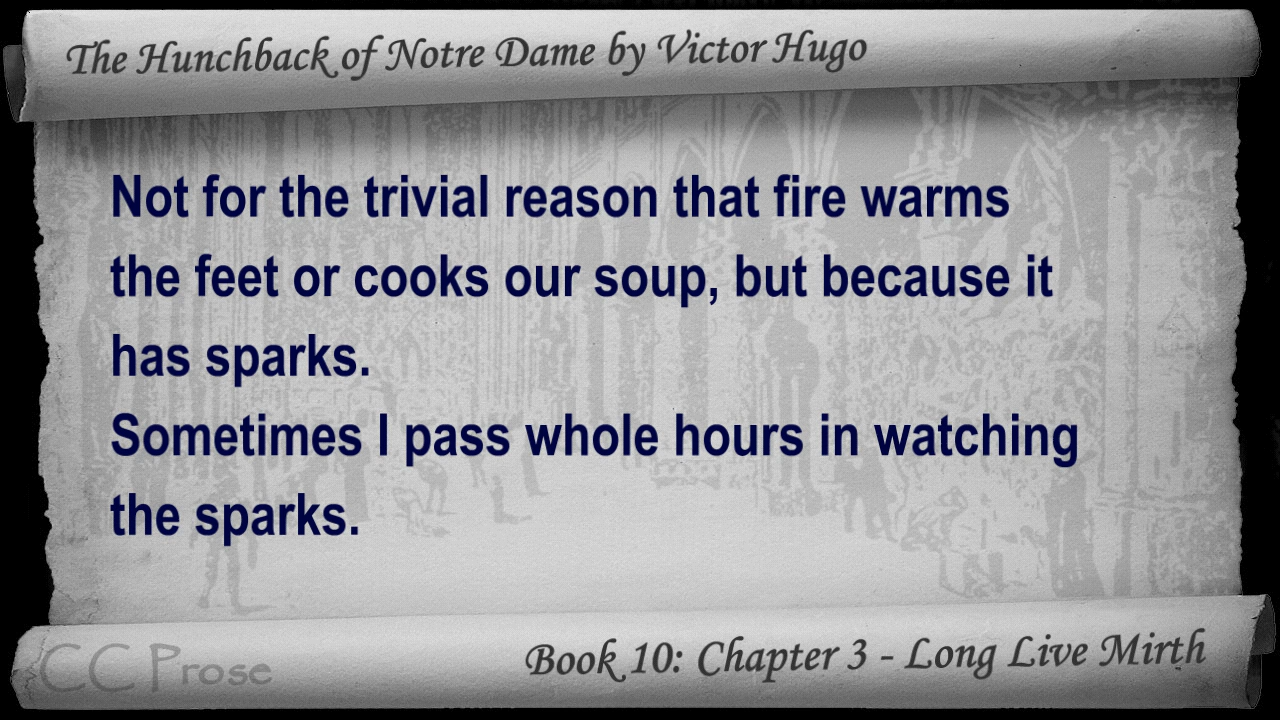 The Hunchback of Notre Dame by Victor Hugo
Not for the trivial reason that fire warms
the feet or cooks our soup, but because it
has sparks.
Sometimes I pass whole hours in watching
the sparks.
CC Prose
Book 10: Chapter 3 - Long Live Mirth